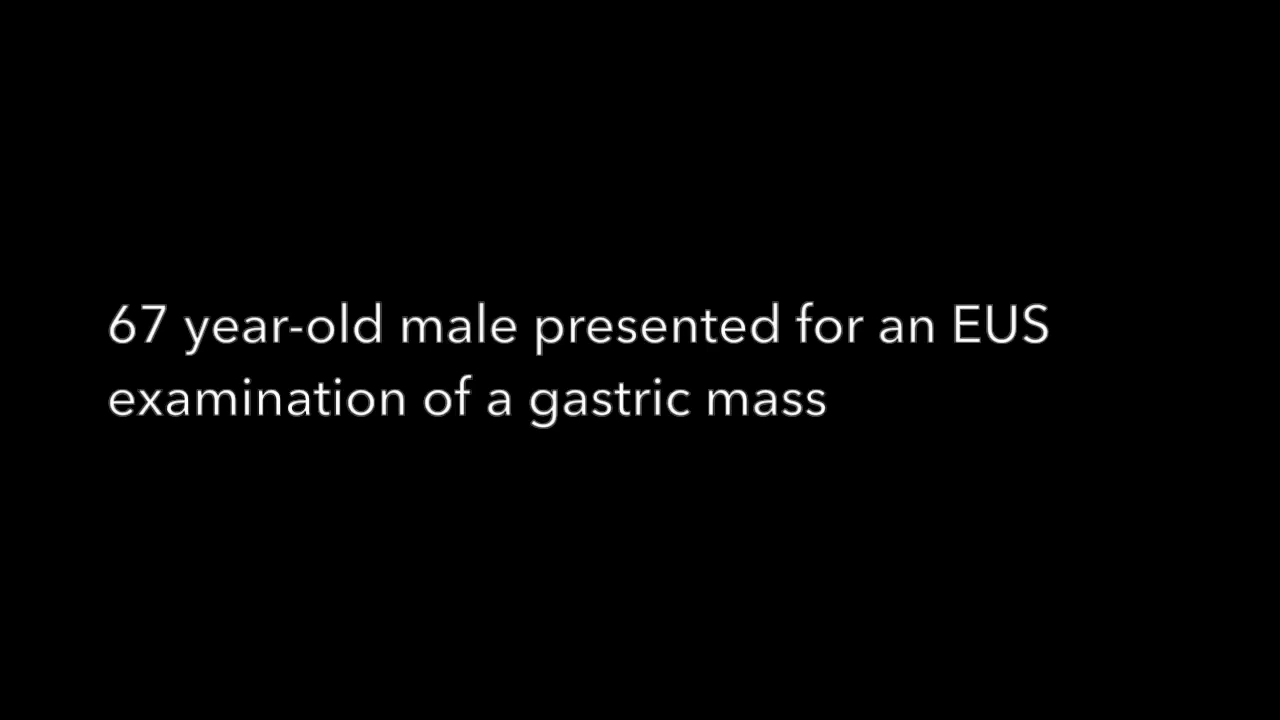 67 year-old male presented for an EUS
examination of a gastric mass